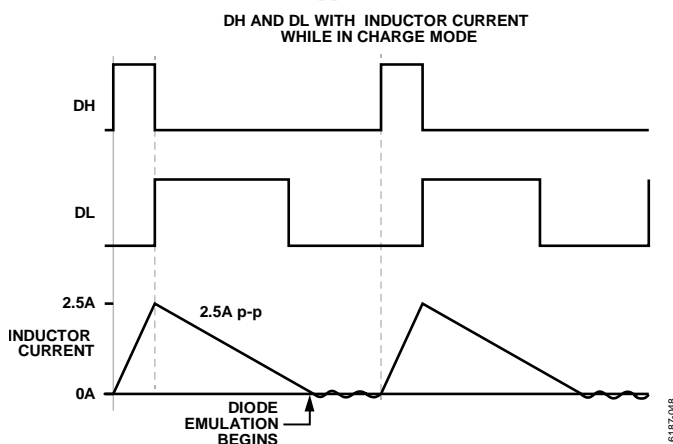 DH AND DL WITH INDUCTOR CURRENT
WHILE IN CHARGE MODE
DH
DL
2.5A
2.5A p-p
INDUCTOR
CURRENT
0A
DIODE
EMULATION
BEGINS
6187-048